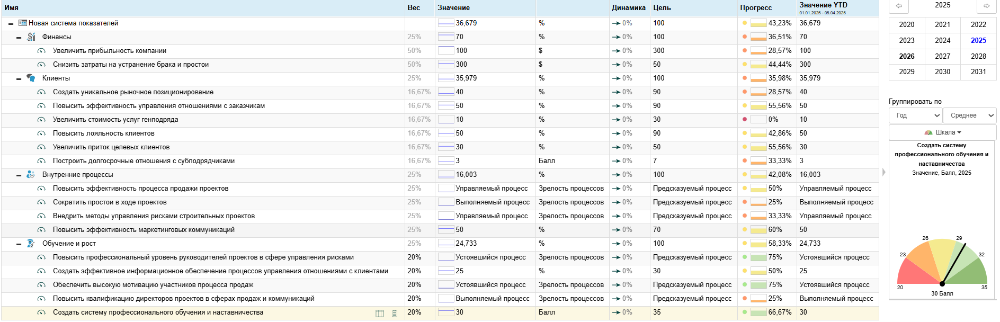 Имя Вес Значение Динамика Цель Прогресс Значение YTD
01.01.2025 - 05.04.2025
Новая система показателей 36,679 % 0% 100 43,23% 36,679
Финансы 25% 70 % 0% 100 36,51% 70
Увеличить прибыльность компании 50% 100 $ 0% 300 28,57% 100
Снизить затраты на устранение брака и простои 50% 300 $ 0% 50 44,44% 300
Клиенты 25% 35,979 % 0% 100 35,98% 35,979
Создать уникальное рыночное позиционирование 16,67% 40 % 0% 90 28,57% 40
Повысить эффективность управления отношениями с заказчикам 16,67% 50 % 0% 90 55,56% 50
Увеличить стоимость услуг генподряда 16,67% 10 % 0% 30 0% 10
Повысить лояльность клиентов 16,67% 50 % 0% 90 42,86% 50
Увеличить приток целевых клиентов 16,67% 30 % 0% 50 55,56% 30
Построить долгосрочные отношения с субподрядчиками 16,67% 3 Балл 0% 7 33,33% 3
Внутренние процессы 25% 16,003 % 0% 100 42,08% 16,003
Повысить эффективность процесса продажи проектов 25% Управляемый процесс Зрелость процессов 0% Предсказуемый процесс 50% Управляемый процесс
Сократить простои в ходе проектов 25% Выполняемый процесс Зрелость процессов 0% Предсказуемый процесс 25% Выполняемый процесс
Внедрить методы управления рисками строительных проектов 25% Управляемый процесс Зрелость процессов 0% Предсказуемый процесс 33,33% Управляемый процесс
Повысить эффективность маркетинговых коммуникаций 25% 50 % 0% 70 60% 50
Обучение и рост 25% 24,733 % 0% 100 58,33% 24,733
Повысить профессиональный уровень руководителей проектов в сфере управления рисками 20% Устоявшийся процесс Зрелость процессов 0% Предсказуемый процесс 75% Устоявшийся процесс
Создать эффективное информационное обеспечение процессов управления отношениями с клиентами 20% 25 % 0% 30 50% 25
Обеспечить высокую мотивацию участников процесса продаж 20% Устоявшийся процесс Зрелость процессов 0% Предсказуемый процесс 75% Устоявшийся процесс
Повысить квалификацию директоров проектов в сферах продаж и коммуникаций 20% Выполняемый процесс Зрелость процессов 0% Предсказуемый процесс 25% Выполняемый процесс
Создать систему профессионального обучения и наставничества 20% 30 Балл 0% 35 66,67% 30
2025
2020 2021 2022
2023 2024 2025
2026 2027 2028
2029 2030 2031
Группировать по
Год Среднее
Шкала
Создать систему
профессионального обучения и
наставничества
Значение, Балл, 2025
26 29
23 32
20 35
30 Балл